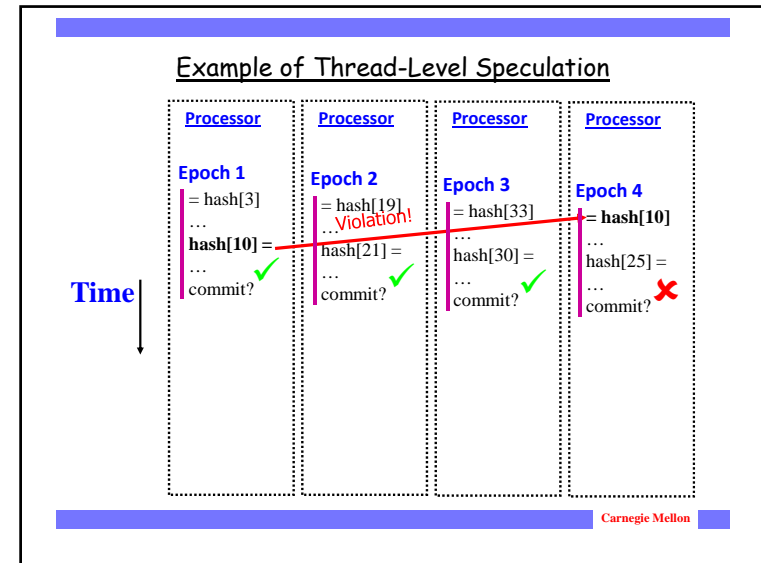 Example of Thread-Level Speculation
Processor
Epoch 1
= hash[3]
…
hash[10] =
…
commit?
Processor
Epoch 2
= hash[19]
…
Violation!
hash[21] =
…
commit?
Processor
Epoch 3
= hash[33]
…
hash[30] =
…
commit?
Processor
Epoch 4
= hash[10]
…
hash[25] =
…
commit?
Time
Carnegie Mellon